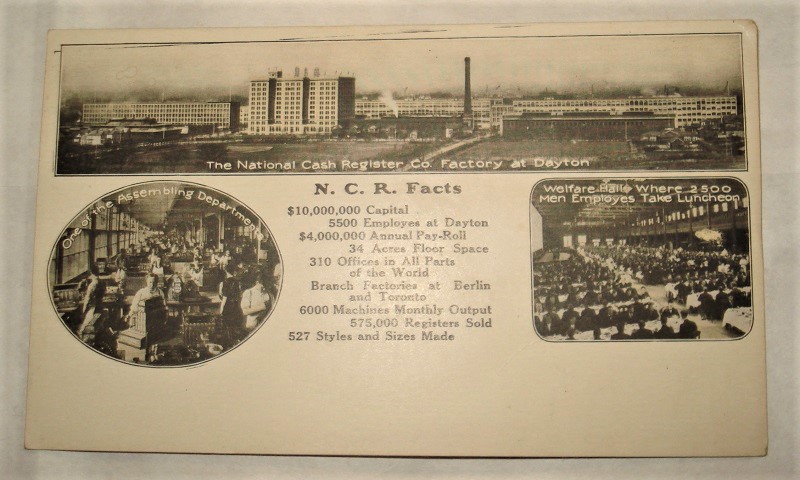 The National Cash Register Co. Factory at Dayton
One of the Assembling Departments
N. C. R. Facts
$10,000,000 Capital
5500 Employes at Dayton
$4,000,000 Annual Pay-Roll
34 Acres Floor Space
310 Offices in All Parts
of the World
Branch Factories at Berlin
and Toronto
6000 Machines Monthly Output
575,000 Registers Sold
527 Styles and Sizes Made
Welfare Hall Where 2500
Men Employes Take Luncheon